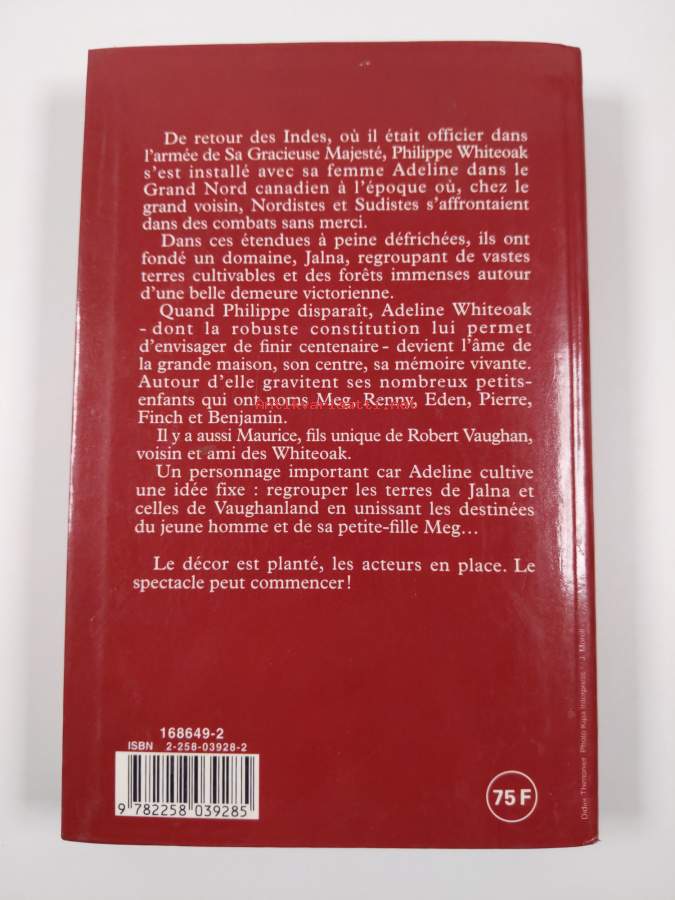 De retour des Indes, où il était officier dans
l'armée de Sa Gracieuse Majesté, Philippe Whiteoak
s'est installé avec sa femme Adeline dans le
Grand Nord canadien à l'époque où, chez le
grand voisin, Nordistes et Sudistes s'affrontaient
dans des combats sans merci.
Dans ces étendues à peine défrichées, ils ont
fondé un domaine, Jalna, regroupant de vastes
terres cultivables et des forêts immenses autour
d'une belle demeure victorienne.
Quand Philippe disparaît, Adeline Whiteoak
- dont la robuste constitution lui permet
d'envisager de finir centenaire - devient l'âme de
la grande maison, son centre, sa mémoire vivante.
Autour d'elle gravitent ses nombreux petits-
enfants qui ont noms Meg, Renny, Eden, Pierre,
Finch et Benjamin.
Il y a aussi Maurice, fils unique de Robert Vaughan,
voisin et ami des Whiteoak.
Un personnage important car Adeline cultive
une idée fixe : regrouper les terres de Jalna et
celles de Vaughanland en unissant les destinées
du jeune homme et de sa petite-fille Meg...
Le décor est planté, les acteurs en place. Le
spectacle peut commencer !
168649-2
ISBN 2-258-03928-2
9 782258 039285
75 F
Didier Thimonier Photo Kipa Interpress J.